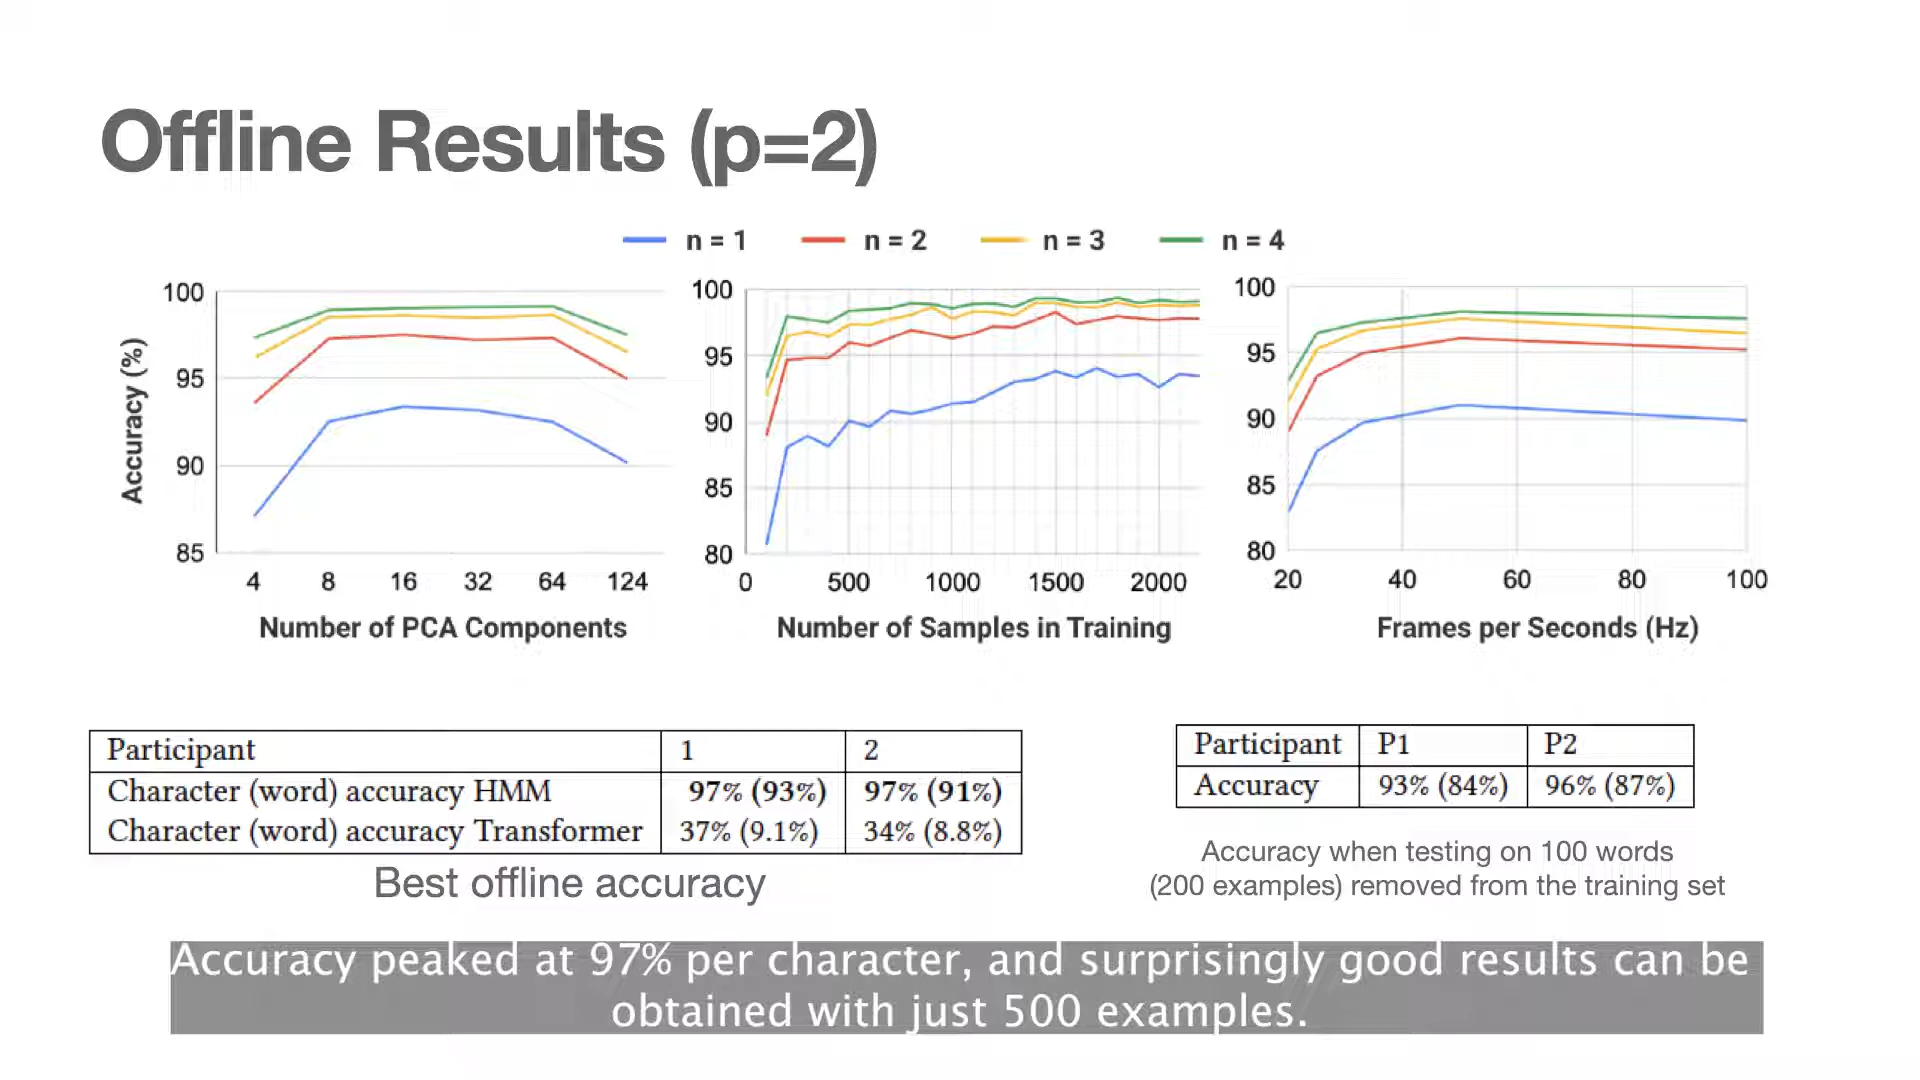 Offline Results (p=2)
n = 1 n = 2 n = 3 n = 4
Accuracy (%)
100
95
90
85
4 8 16 32 64 124
Number of PCA Components
100
95
90
85
80
0 500 1000 1500 2000
Number of Samples in Training
100
95
90
85
80
20 40 60 80 100
Frames per Seconds (Hz)
Participant 1 2
Character (word) accuracy HMM 97% (93%) 97% (91%)
Character (word) accuracy Transformer 37% (9.1%) 34% (8.8%)
Best offline accuracy
Participant P1 P2
Accuracy 93% (84%) 96% (87%)
Accuracy when testing on 100 words
(200 examples) removed from the training set
Accuracy peaked at 97% per character, and surprisingly good results can be
obtained with just 500 examples.